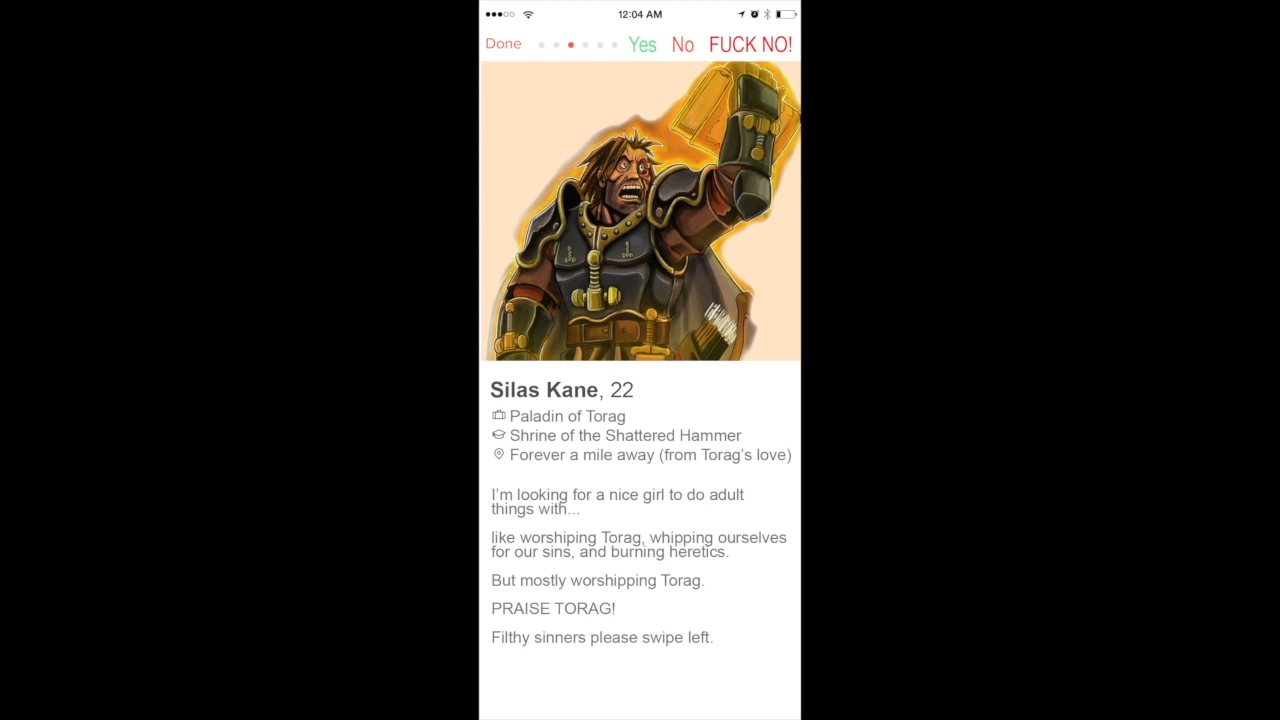 12:04 AM
Done Yes No FUCK NO!
Silas Kane, 22
Paladin of Torag
Shrine of the Shattered Hammer
Forever a mile away (from Torag's love)
I'm looking for a nice girl to do adult
things with...
like worshiping Torag, whipping ourselves
for our sins, and burning heretics.
But mostly worshipping Torag.
PRAISE TORAG!
Filthy sinners please swipe left.